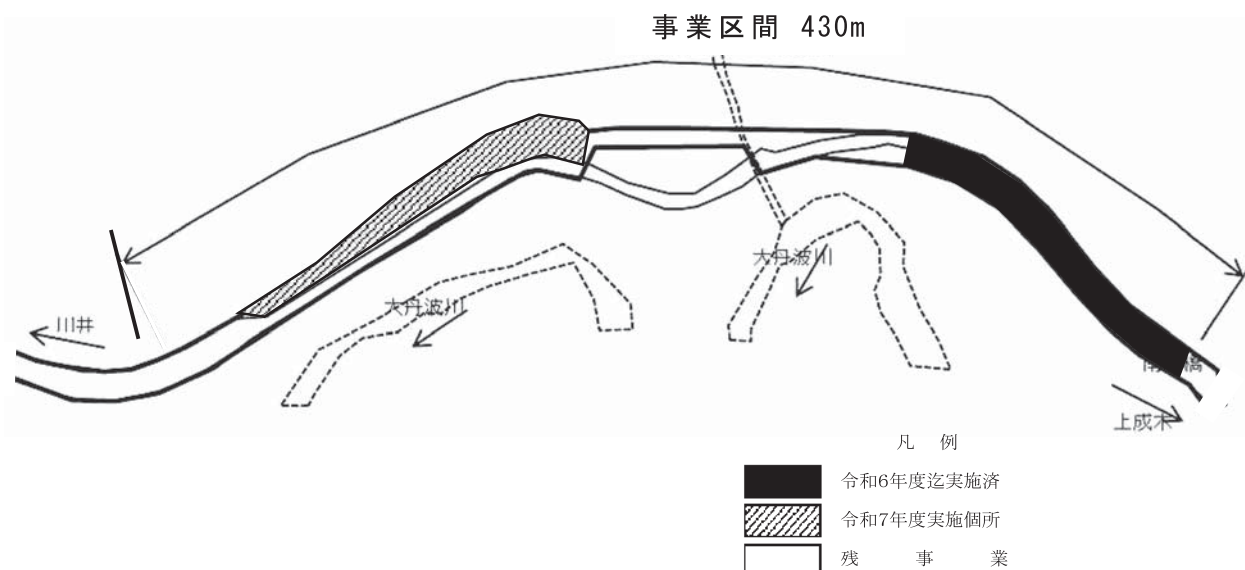 事業区間 430m
大丹波川
大丹波川
川井
橋
上成木
凡 例
令和6年度迄実施済
令和7年度実施個所
残 事 業